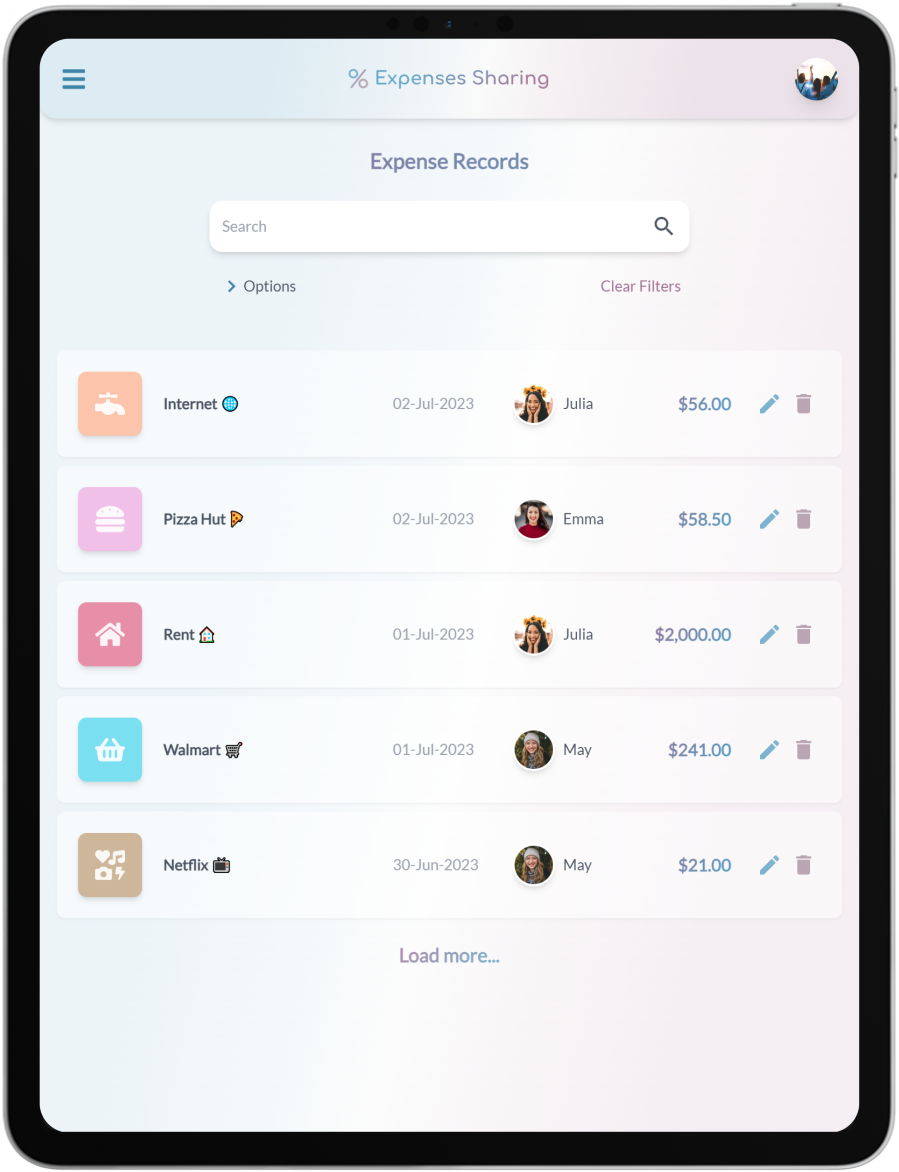 % Expenses Sharing
Expense Records
Search
Options Clear Filters
Internet 🌐 02-Jul-2023 Julia $56.00
Pizza Hut 🍕 02-Jul-2023 Emma $58.50
Rent 🏠 01-Jul-2023 Julia $2,000.00
Walmart 🛒 01-Jul-2023 May $241.00
Netflix 📺 30-Jun-2023 May $21.00
Load more...